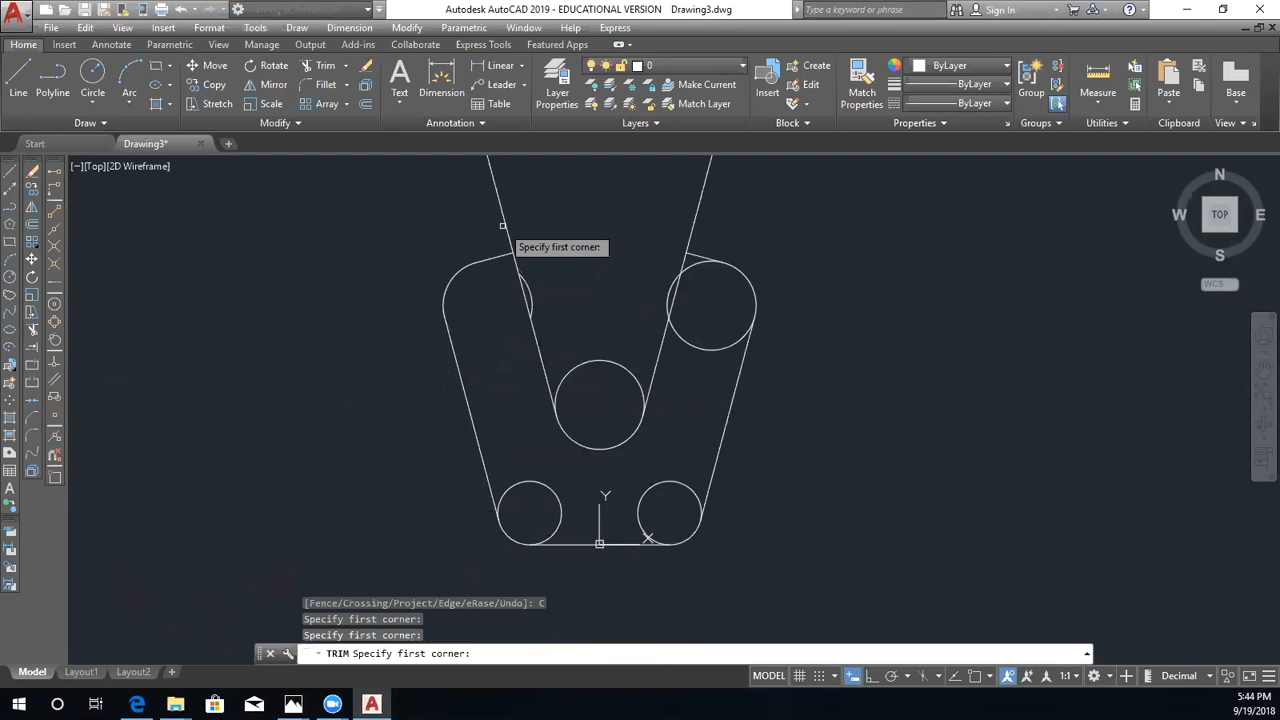 Autodesk AutoCAD 2019 - EDUCATIONAL VERSION Drawing3.dwg
Type a keyword or phrase
Sign In
File Edit View Insert Format Tools Draw Dimension Modify Parametric Window Help Express
Home Insert Annotate Parametric View Manage Output Add-ins Collaborate Express Tools Featured Apps
Move Rotate Trim Linear 0 Create ByLayer
Line Polyline Circle Arc Copy Mirror Fillet Text Dimension Leader Layer Properties Make Current Insert Edit Match Properties ByLayer Group Measure Paste Base
Stretch Scale Array Table Match Layer ByLayer
Draw Modify Annotation Layers Block Properties Groups Utilities Clipboard View
Start Drawing3*
[−][Top][2D Wireframe]
N
W TOP E
S
WCS
Specify first corner:
Y
X
[Fence/Crossing/Project/Edge/eRase/Undo]: C
Specify first corner:
Specify first corner:
TRIM Specify first corner:
Model Layout1 Layout2 +
MODEL 1:1 Decimal
5:44 PM
9/19/2018